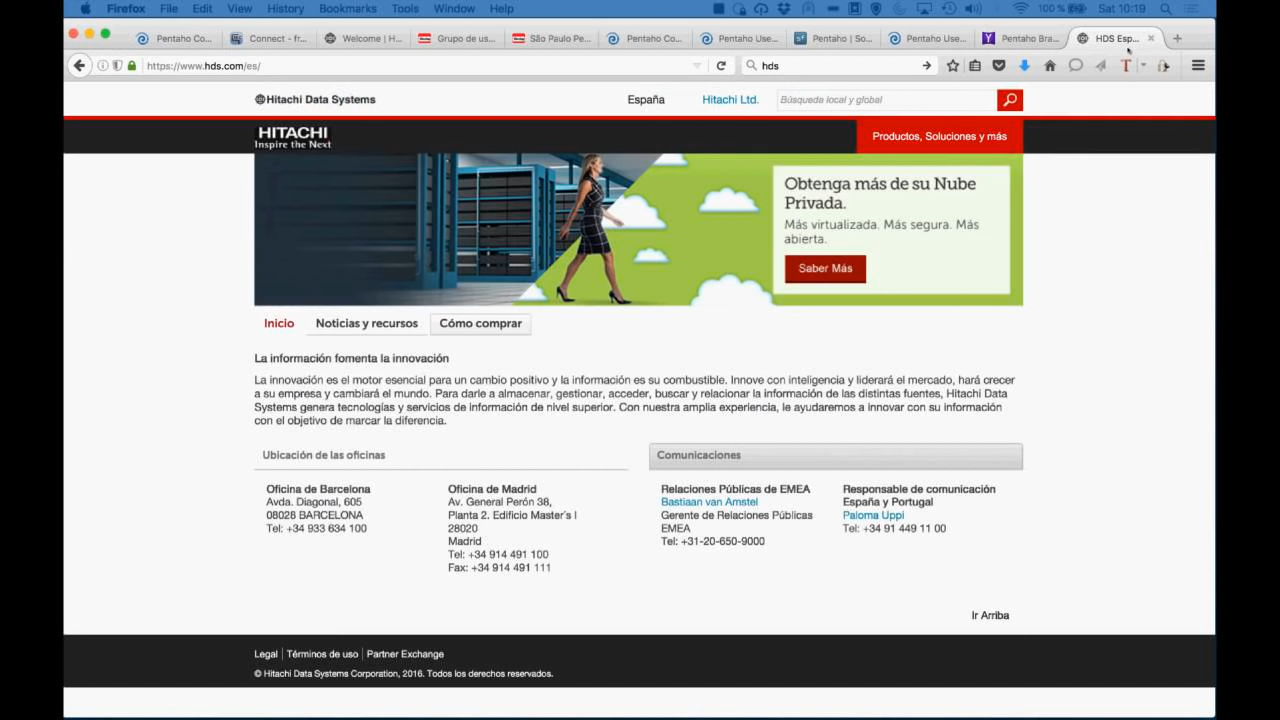 Firefox File Edit View History Bookmarks Tools Window Help 100 % Sat 10:19
Pentaho Co... Connect - fr... Welcome | H... Grupo de us... São Paulo Pe... Pentaho Co... Pentaho Use... Pentaho | So... Pentaho Use... Pentaho Bra... HDS Esp...
https://www.hds.com/es/ hds
Hitachi Data Systems España Hitachi Ltd. Búsqueda local y global
HITACHI
Inspire the Next
Productos, Soluciones y más
Obtenga más de su Nube
Privada.
Más virtualizada. Más segura. Más
abierta.
Saber Más
Inicio Noticias y recursos Cómo comprar
La información fomenta la innovación
La innovación es el motor esencial para un cambio positivo y la información es su combustible. Innove con inteligencia y liderará el mercado, hará crecer
a su empresa y cambiará el mundo. Para darle a almacenar, gestionar, acceder, buscar y relacionar la información de las distintas fuentes, Hitachi Data
Systems genera tecnologías y servicios de información de nivel superior. Con nuestra amplia experiencia, le ayudaremos a innovar con su información
con el objetivo de marcar la diferencia.
Ubicación de las oficinas
Oficina de Barcelona
Avda. Diagonal, 605
08028 BARCELONA
Tel: +34 933 634 100
Oficina de Madrid
Av. General Perón 38,
Planta 2. Edificio Master´s I
28020
Madrid
Tel: +34 914 491 100
Fax: +34 914 491 111
Comunicaciones
Relaciones Públicas de EMEA
Bastiaan van Amstel
Gerente de Relaciones Públicas
EMEA
Tel: +31-20-650-9000
Responsable de comunicación
España y Portugal
Paloma Uppi
Tel: +34 91 449 11 00
Ir Arriba
Legal | Términos de uso | Partner Exchange
© Hitachi Data Systems Corporation, 2016. Todos los derechos reservados.